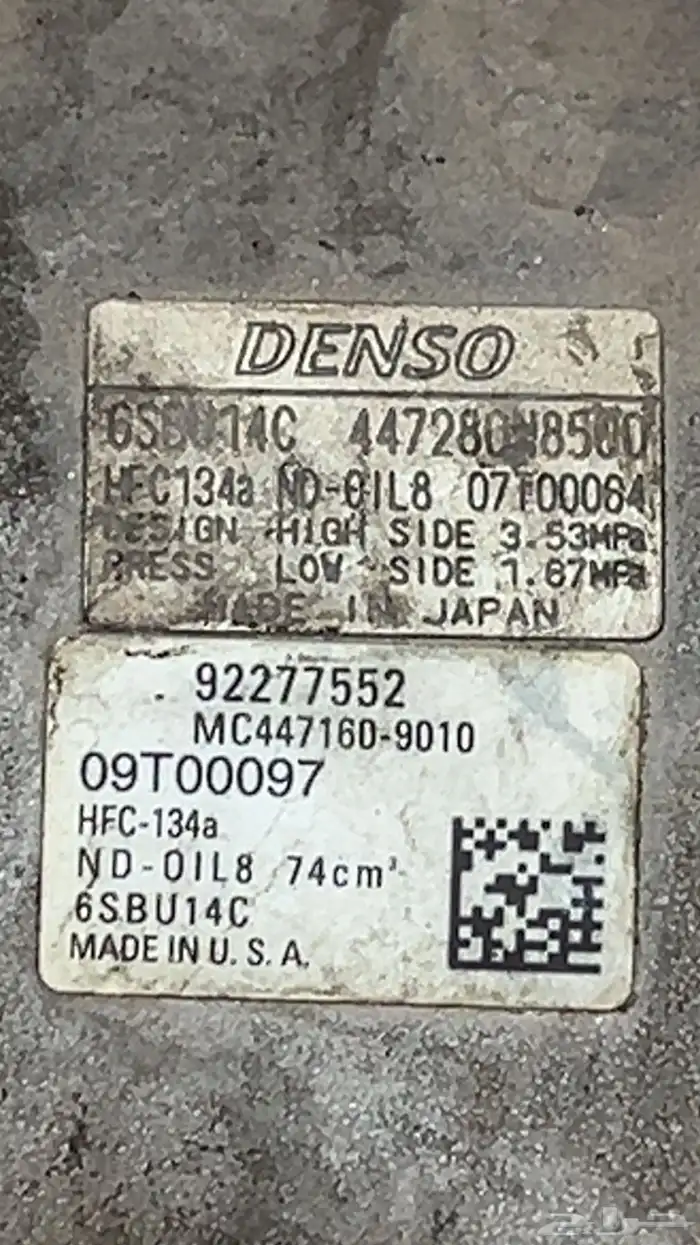 DENSO
6SBU14C 447280
HFC134a ND-OIL8 07T00064
DESIGN HIGH SIDE 3.53MPa
PRESS LOW SIDE 1.67MPa
MADE IN JAPAN
92277552
MC447160-9010
09T00097
HFC-134a
ND-OIL8 74cm³
6SBU14C
MADE IN U.S.A.